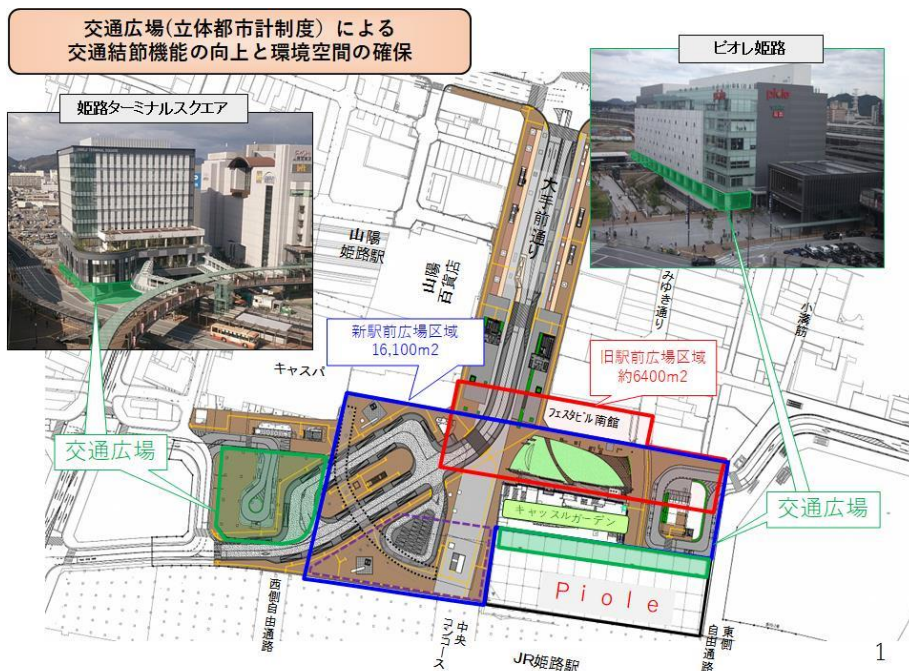 交通広場(立体都市計制度）による
交通結節機能の向上と環境空間の確保
姫路ターミナルスクエア
ピオレ姫路
piole
大手前通り
山陽
姫路駅
山陽
百貨店
みゆき通り
小溝筋
新駅前広場区域
16,100m2
旧駅前広場区域
約6400m2
キャスパ
フェスタビル南館
交通広場
キャッスルガーデン
交通広場
Ｐｉｏｌｅ
西側自由通路
中央
コンコース
東側
自由通路
JR姫路駅
1